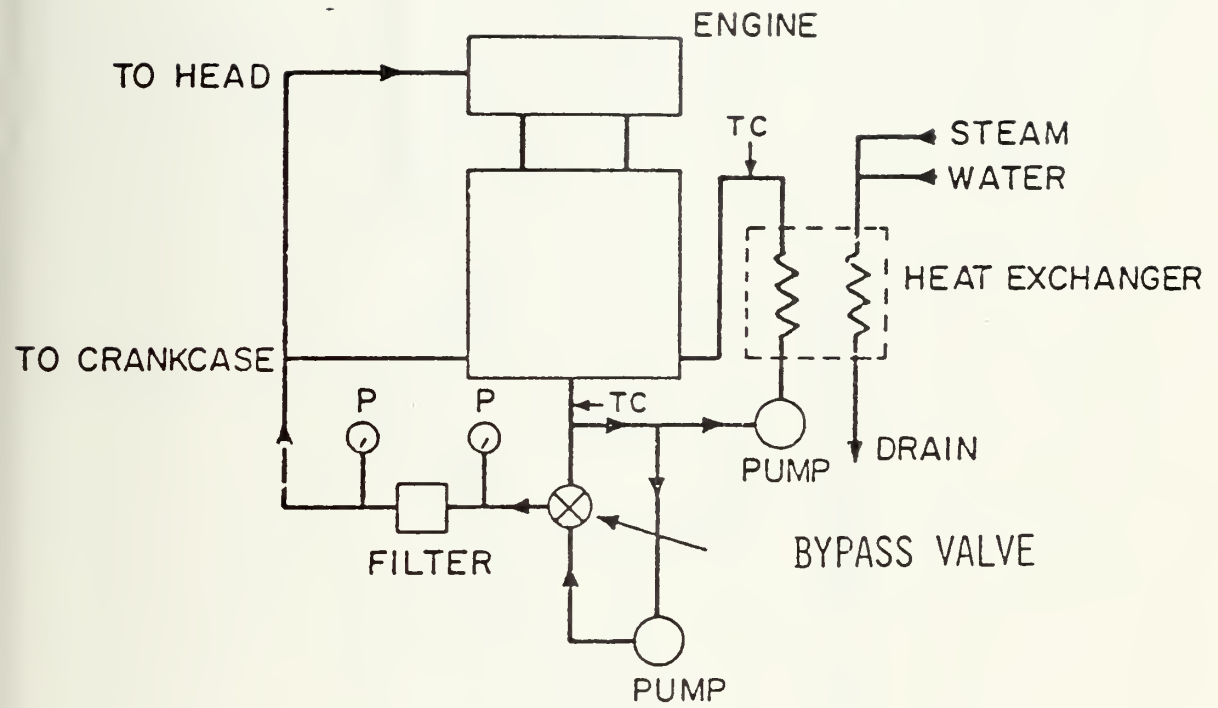 ENGINE
TO HEAD
TC
STEAM
WATER
HEAT EXCHANGER
TO CRANKCASE
P
P
TC
PUMP
DRAIN
FILTER
BYPASS VALVE
PUMP